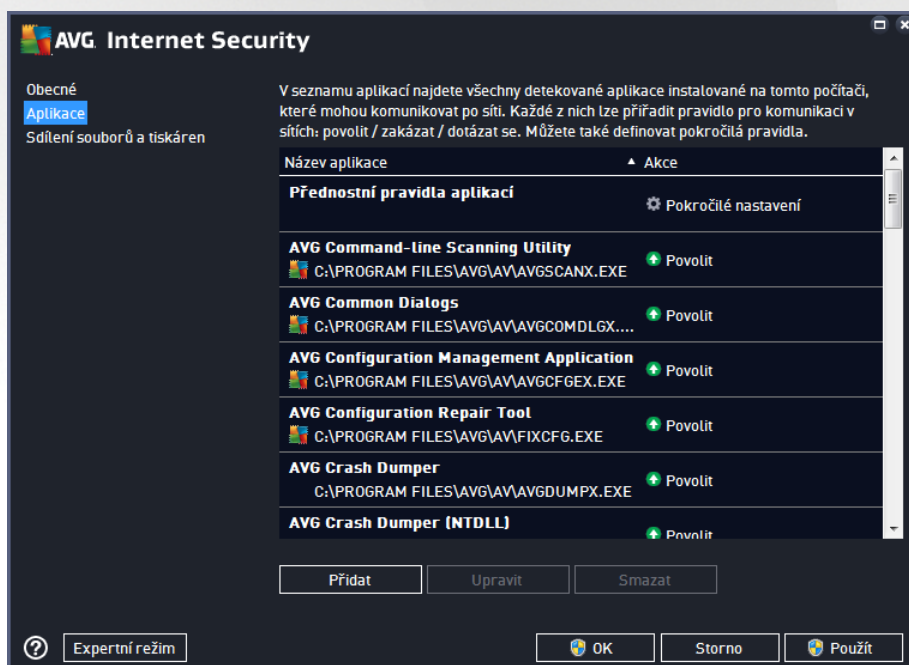 AVG Internet Security
Obecné
Aplikace
Sdílení souborů a tiskáren
V seznamu aplikací najdete všechny detekované aplikace instalované na tomto počítači,
které mohou komunikovat po síti. Každé z nich lze přiřadit pravidlo pro komunikaci v
sítích: povolit / zakázat / dotázat se. Můžete také definovat pokročilá pravidla.
Název aplikace Akce
Přednostní pravidla aplikací
Pokročilé nastavení
AVG Command-line Scanning Utility
C:\PROGRAM FILES\AVG\AV\AVGSCANX.EXE
Povolit
AVG Common Dialogs
C:\PROGRAM FILES\AVG\AV\AVGCOMDLGX....
Povolit
AVG Configuration Management Application
C:\PROGRAM FILES\AVG\AV\AVGCFGEX.EXE
Povolit
AVG Configuration Repair Tool
C:\PROGRAM FILES\AVG\AV\FIXCFG.EXE
Povolit
AVG Crash Dumper
C:\PROGRAM FILES\AVG\AV\AVGDUMPX.EXE
Povolit
AVG Crash Dumper (NTDLL)
Povolit
Přidat Upravit Smazat
? Expertní režim OK Storno Použít